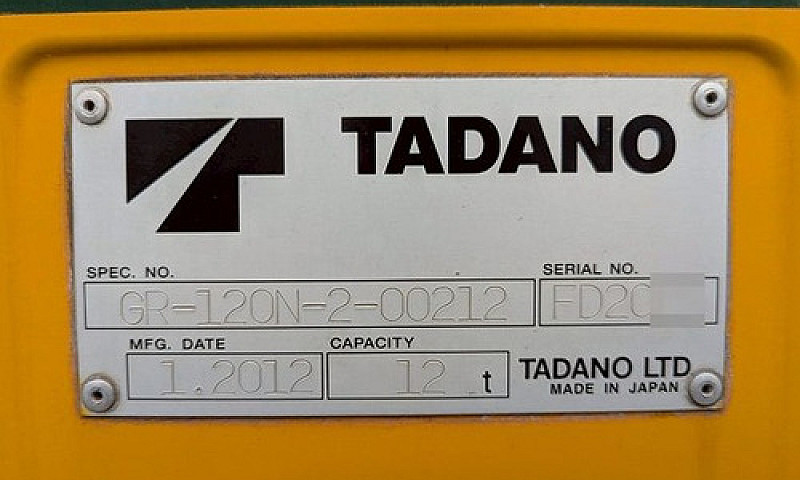 TADANO
SPEC. NO. SERIAL NO.
GR-120N-2-00212 FD20
MFG. DATE CAPACITY
1.2012 12 t
TADANO LTD
MADE IN JAPAN